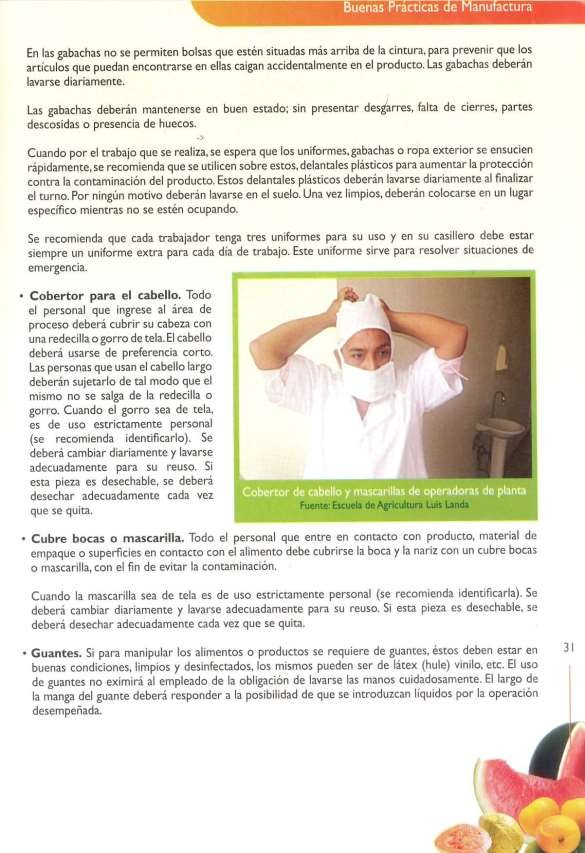 Buenas Prácticas de Manufactura
En las gabachas no se permiten bolsas que estén situadas más arriba de la cintura, para prevenir que los
artículos que puedan encontrarse en ellas caigan accidentalmente en el producto. Las gabachas deberán
lavarse diariamente.
Las gabachas deberán mantenerse en buen estado; sin presentar desgarres, falta de cierres, partes
descosidas o presencia de huecos.
Cuando por el trabajo que se realiza, se espera que los uniformes, gabachas o ropa exterior se ensucien
rápidamente, se recomienda que se utilicen sobre estos, delantales plásticos para aumentar la protección
contra la contaminación del producto. Estos delantales plásticos deberán lavarse diariamente al finalizar
el turno. Por ningún motivo deberán lavarse en el suelo. Una vez limpios, deberán colocarse en un lugar
específico mientras no se estén ocupando.
Se recomienda que cada trabajador tenga tres uniformes para su uso y en su casillero debe estar
siempre un uniforme extra para cada día de trabajo. Este uniforme sirve para resolver situaciones de
emergencia.
• Cobertor para el cabello. Todo
el personal que ingrese al área de
proceso deberá cubrir su cabeza con
una redecilla o gorro de tela. El cabello
deberá usarse de preferencia corto.
Las personas que usan el cabello largo
deberán sujetarlo de tal modo que el
mismo no se salga de la redecilla o
gorro. Cuando el gorro sea de tela,
es de uso estrictamente personal
(se recomienda identificarlo). Se
deberá cambiar diariamente y lavarse
adecuadamente para su reuso. Si
esta pieza es desechable, se deberá
desechar adecuadamente cada vez
que se quita.
Cobertor de cabello y mascarillas de operadoras de planta
Fuente: Escuela de Agricultura Luis Landa
• Cubre bocas o mascarilla. Todo el personal que entre en contacto con producto, material de
empaque o superficies en contacto con el alimento debe cubrirse la boca y la nariz con un cubre bocas
o mascarilla, con el fin de evitar la contaminación.
Cuando la mascarilla sea de tela es de uso estrictamente personal (se recomienda identificarla). Se
deberá cambiar diariamente y lavarse adecuadamente para su reuso. Si esta pieza es desechable, se
deberá desechar adecuadamente cada vez que se quita.
• Guantes. Si para manipular los alimentos o productos se requiere de guantes, éstos deben estar en
buenas condiciones, limpios y desinfectados, los mismos pueden ser de látex (hule) vinilo, etc. El uso
de guantes no eximirá al empleado de la obligación de lavarse las manos cuidadosamente. El largo de
la manga del guante deberá responder a la posibilidad de que se introduzcan líquidos por la operación
desempeñada.
31